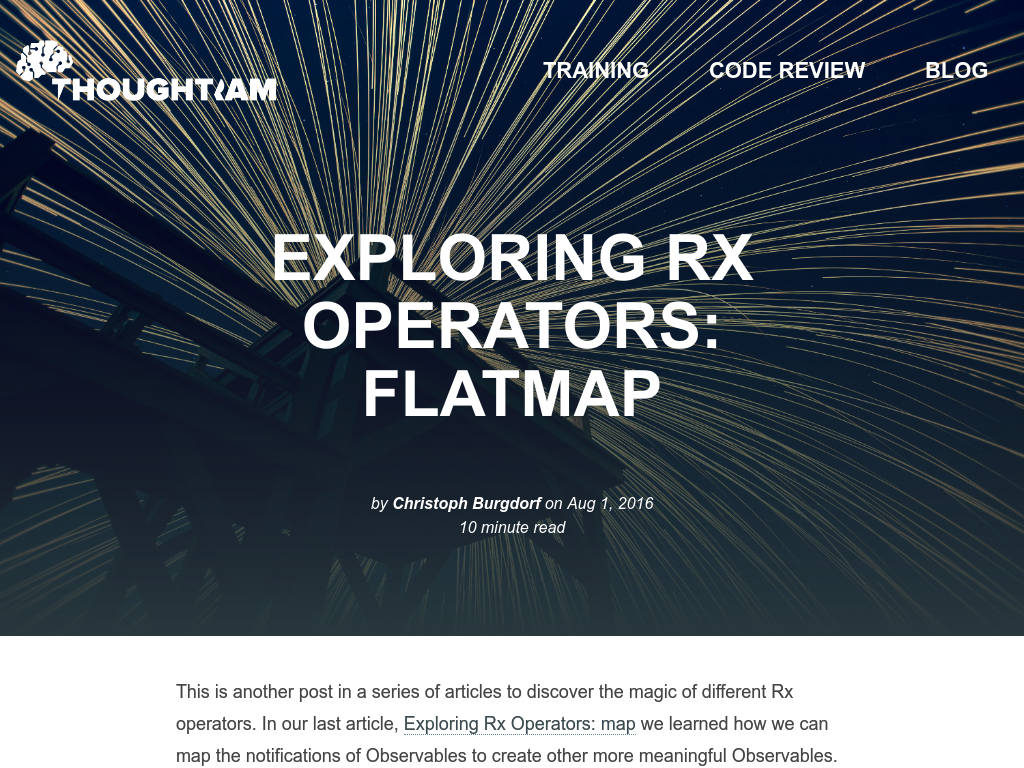 THOUGHTRAM
TRAINING
CODE REVIEW
BLOG
EXPLORING RX
OPERATORS:
FLATMAP
by Christoph Burgdorf on Aug 1, 2016
10 minute read
This is another post in a series of articles to discover the magic of different Rx
operators. In our last article, Exploring Rx Operators: map we learned how we can
map the notifications of Observables to create other more meaningful Observables.